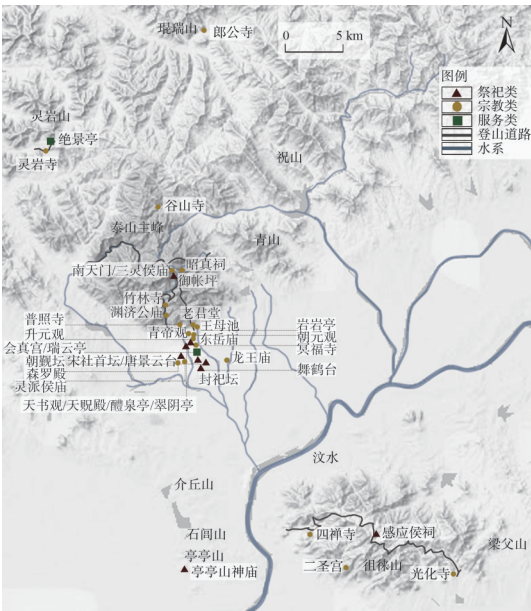 琨瑞山
郎公寺
0
5 km
N
图例
祭祀类
宗教类
服务类
登山道路
水系
灵岩山
绝景亭
灵岩寺
祝山
谷山寺
泰山主峰
青山
昭真祠
南天门/三灵侯庙
御帐坪
竹林寺
渊济公庙
老君堂
普照寺
王母池
岩岩亭
升元观
青帝观
东岳庙
朝元观
会真宫/瑞云亭
冥福寺
朝觐坛
宋社首坛/唐景云台
龙王庙
舞鹤台
森罗殿
封祀坛
灵派侯庙
天书观/天贶殿/醴泉亭/翠阴亭
汶水
介丘山
石闾山
亭亭山
亭亭山神庙
四禅寺
感应侯祠
梁父山
二圣宫
徂徕山
光化寺